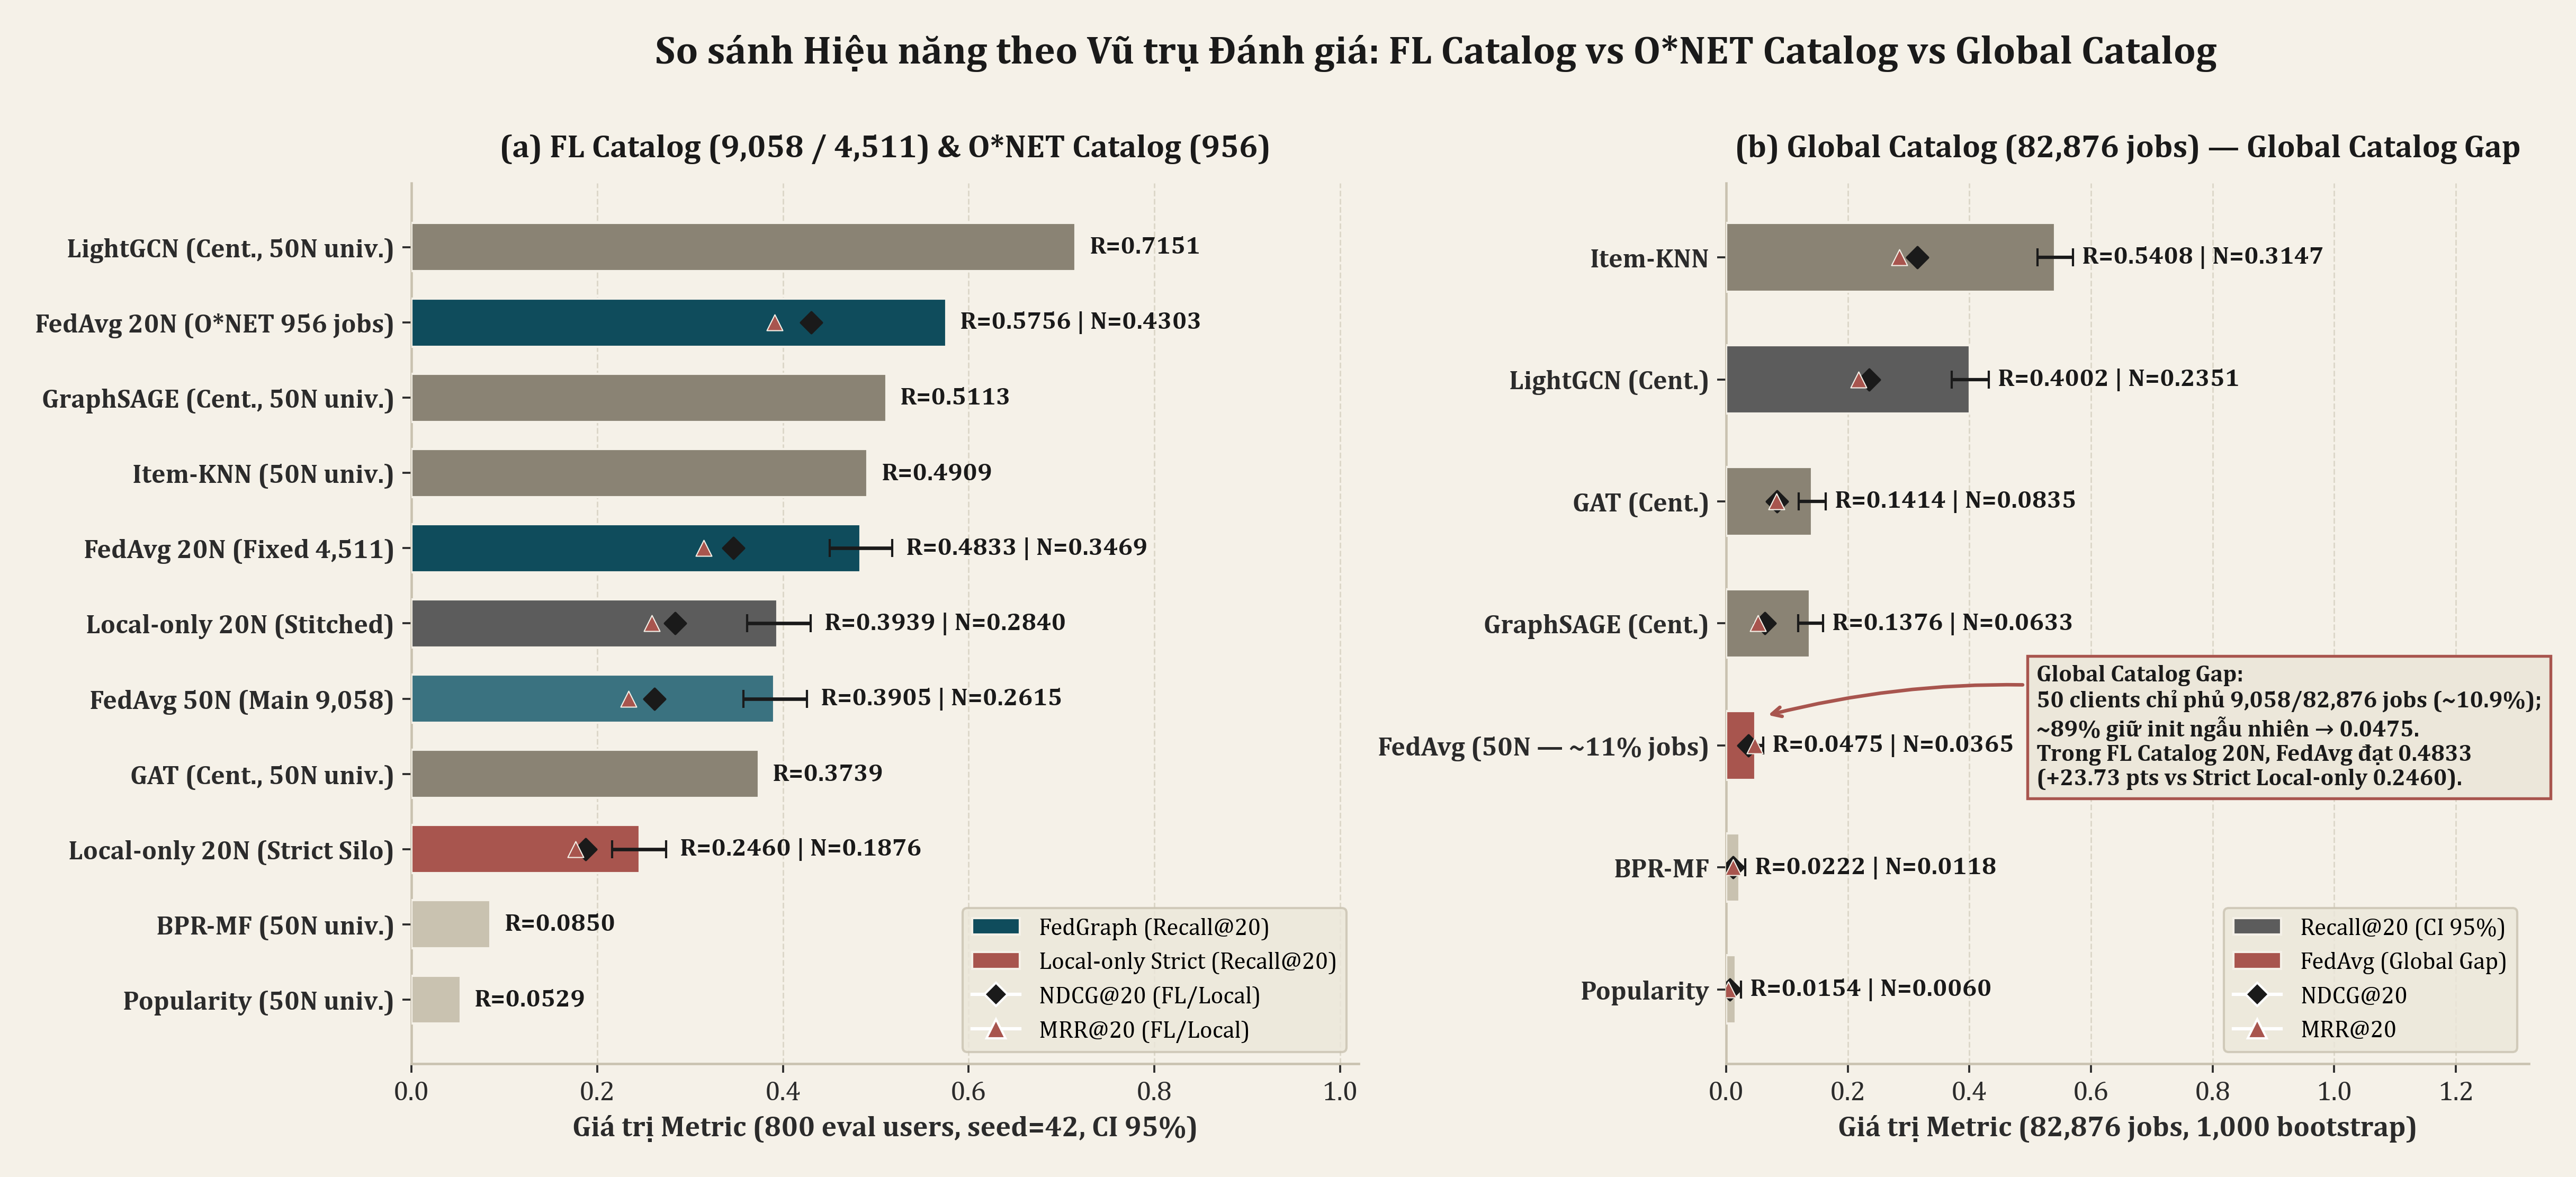 So sánh Hiệu năng theo Vũ trụ Đánh giá: FL Catalog vs O*NET Catalog vs Global Catalog
(a) FL Catalog (9,058 / 4,511) & O*NET Catalog (956)
LightGCN (Cent., 50N univ.)
R=0.7151
FedAvg 20N (O*NET 956 jobs)
R=0.5756 | N=0.4303
GraphSAGE (Cent., 50N univ.)
R=0.5113
Item-KNN (50N univ.)
R=0.4909
FedAvg 20N (Fixed 4,511)
R=0.4833 | N=0.3469
Local-only 20N (Stitched)
R=0.3939 | N=0.2840
FedAvg 50N (Main 9,058)
R=0.3905 | N=0.2615
GAT (Cent., 50N univ.)
R=0.3739
Local-only 20N (Strict Silo)
R=0.2460 | N=0.1876
BPR-MF (50N univ.)
R=0.0850
Popularity (50N univ.)
R=0.0529
FedGraph (Recall@20)
Local-only Strict (Recall@20)
NDCG@20 (FL/Local)
MRR@20 (FL/Local)
0.0 0.2 0.4 0.6 0.8 1.0
Giá trị Metric (800 eval users, seed=42, CI 95%)
(b) Global Catalog (82,876 jobs) — Global Catalog Gap
Item-KNN
R=0.5408 | N=0.3147
LightGCN (Cent.)
R=0.4002 | N=0.2351
GAT (Cent.)
R=0.1414 | N=0.0835
GraphSAGE (Cent.)
R=0.1376 | N=0.0633
FedAvg (50N — ~11% jobs)
R=0.0475 | N=0.0365
Global Catalog Gap:
50 clients chỉ phủ 9,058/82,876 jobs (~10.9%);
~89% giữ init ngẫu nhiên → 0.0475.
Trong FL Catalog 20N, FedAvg đạt 0.4833
(+23.73 pts vs Strict Local-only 0.2460).
BPR-MF
R=0.0222 | N=0.0118
Popularity
R=0.0154 | N=0.0060
Recall@20 (CI 95%)
FedAvg (Global Gap)
NDCG@20
MRR@20
0.0 0.2 0.4 0.6 0.8 1.0 1.2
Giá trị Metric (82,876 jobs, 1,000 bootstrap)